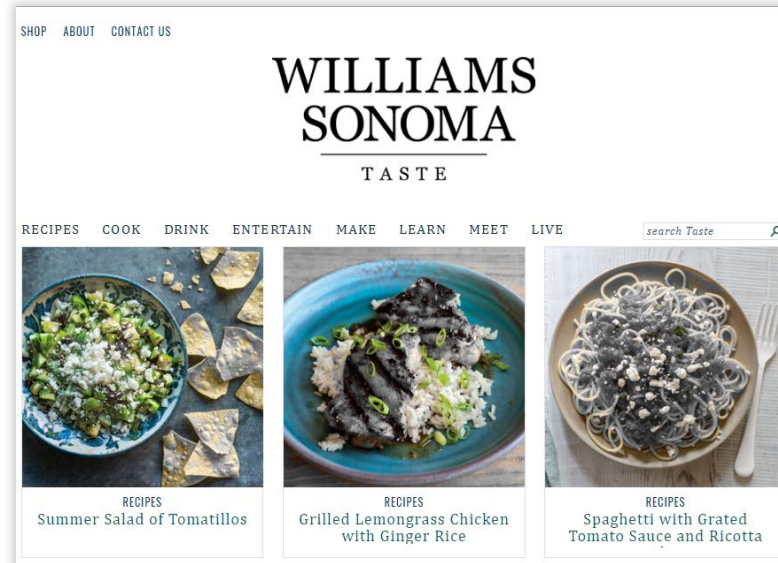 SHOP ABOUT CONTACT US
WILLIAMS
SONOMA
TASTE
RECIPES COOK DRINK ENTERTAIN MAKE LEARN MEET LIVE
search Taste
RECIPES
Summer Salad of Tomatillos
RECIPES
Grilled Lemongrass Chicken
with Ginger Rice
RECIPES
Spaghetti with Grated
Tomato Sauce and Ricotta